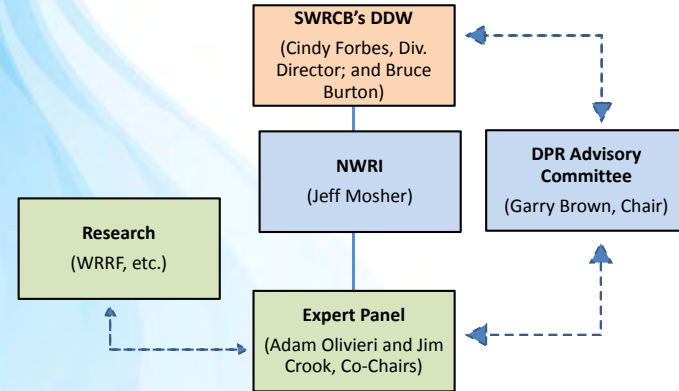 SWRCB's DDW
(Cindy Forbes, Div.
Director; and Bruce
Burton)
NWRI
(Jeff Mosher)
DPR Advisory
Committee
(Garry Brown, Chair)
Research
(WRRF, etc.)
Expert Panel
(Adam Olivieri and Jim
Crook, Co-Chairs)